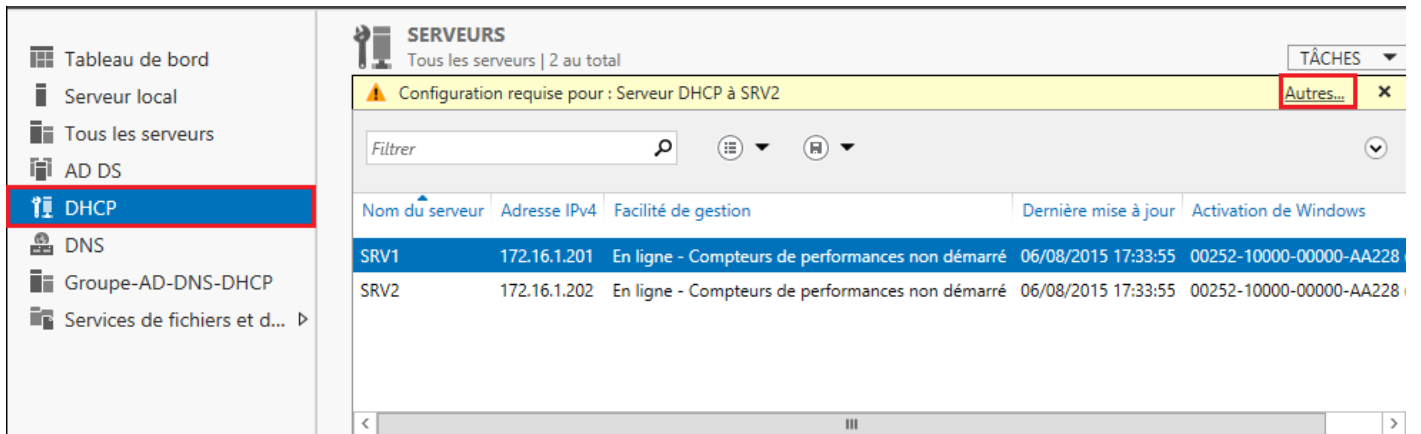 SERVEURS
Tous les serveurs | 2 au total
TÂCHES
Configuration requise pour : Serveur DHCP à SRV2 Autres...
Tableau de bord
Serveur local
Tous les serveurs
AD DS
DHCP
DNS
Groupe-AD-DNS-DHCP
Services de fichiers et d...
Filtrer
Nom du serveur Adresse IPv4 Facilité de gestion Dernière mise à jour Activation de Windows
SRV1 172.16.1.201 En ligne - Compteurs de performances non démarré 06/08/2015 17:33:55 00252-10000-00000-AA228
SRV2 172.16.1.202 En ligne - Compteurs de performances non démarré 06/08/2015 17:33:55 00252-10000-00000-AA228